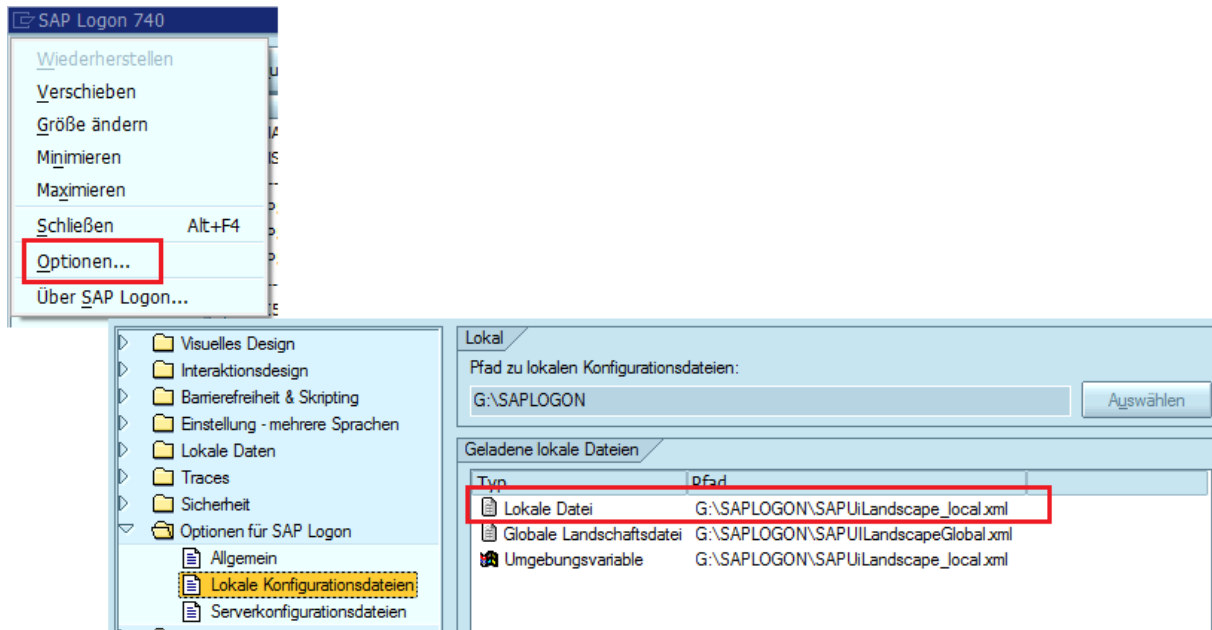 SAP Logon 740
Wiederherstellen
Verschieben
Größe ändern
Minimieren
Maximieren
Schließen Alt+F4
Optionen...
Über SAP Logon...
Visuelles Design
Interaktionsdesign
Barrierefreiheit & Skripting
Einstellung - mehrere Sprachen
Lokale Daten
Traces
Sicherheit
Optionen für SAP Logon
Allgemein
Lokale Konfigurationsdateien
Serverkonfigurationsdateien
Lokal
Pfad zu lokalen Konfigurationsdateien:
G:\SAPLOGON Auswählen
Geladene lokale Dateien
Typ Pfad
Lokale Datei G:\SAPLOGON\SAPUiLandscape_local.xml
Globale Landschaftsdatei G:\SAPLOGON\SAPUILandscapeGlobal.xml
Umgebungsvariable G:\SAPLOGON\SAPUiLandscape_local.xml